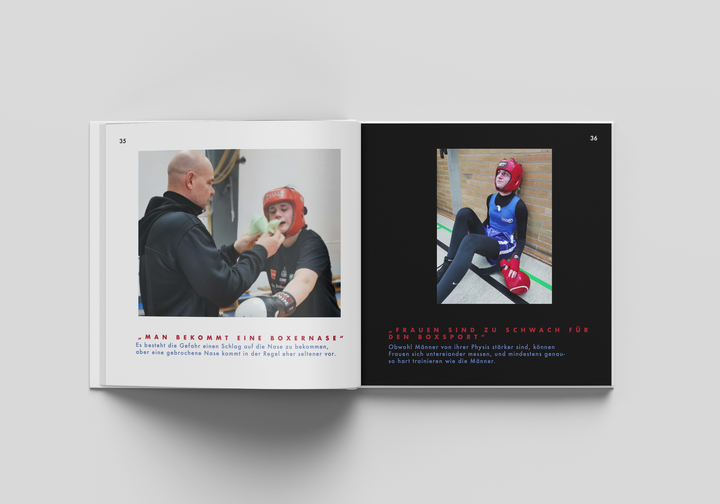 35
„MAN BEKOMMT EINE BOXERNASE“
Es besteht die Gefahr einen Schlag auf die Nase zu bekommen,
aber eine gebrochene Nase kommt in der Regel eher seltener vor.
36
„FRAUEN SIND ZU SCHWACH FÜR
DEN BOXSPORT“
Obwohl Männer von ihrer Physis stärker sind, können
Frauen sich untereinander messen, und mindestens genau-
so hart trainieren wie die Männer.